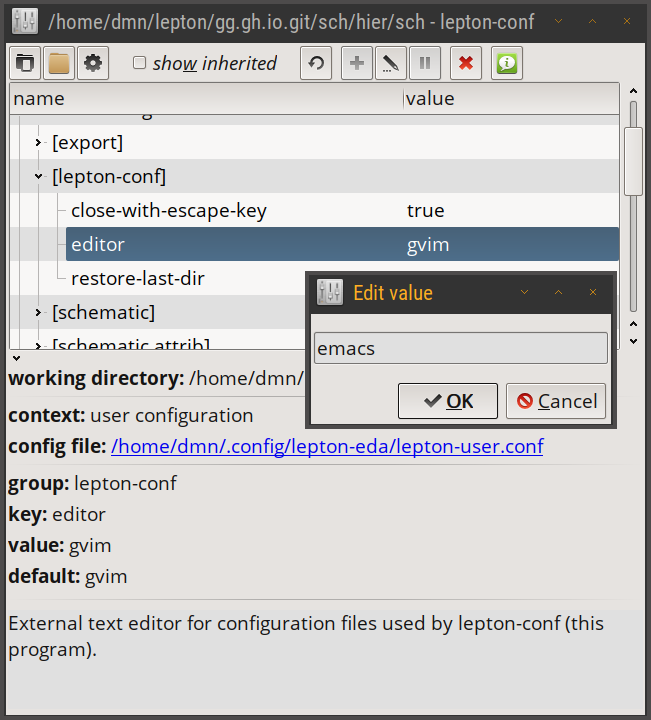 /home/dmn/lepton/gg.gh.io.git/sch/hier/sch - lepton-conf
show inherited
name value
[export]
[lepton-conf]
close-with-escape-key true
editor gvim
restore-last-dir
[schematic]
[schematic.attrib]
Edit value
emacs
OK Cancel
working directory: /home/dmn/
context: user configuration
config file: /home/dmn/.config/lepton-eda/lepton-user.conf
group: lepton-conf
key: editor
value: gvim
default: gvim
External text editor for configuration files used by lepton-conf (this
program).